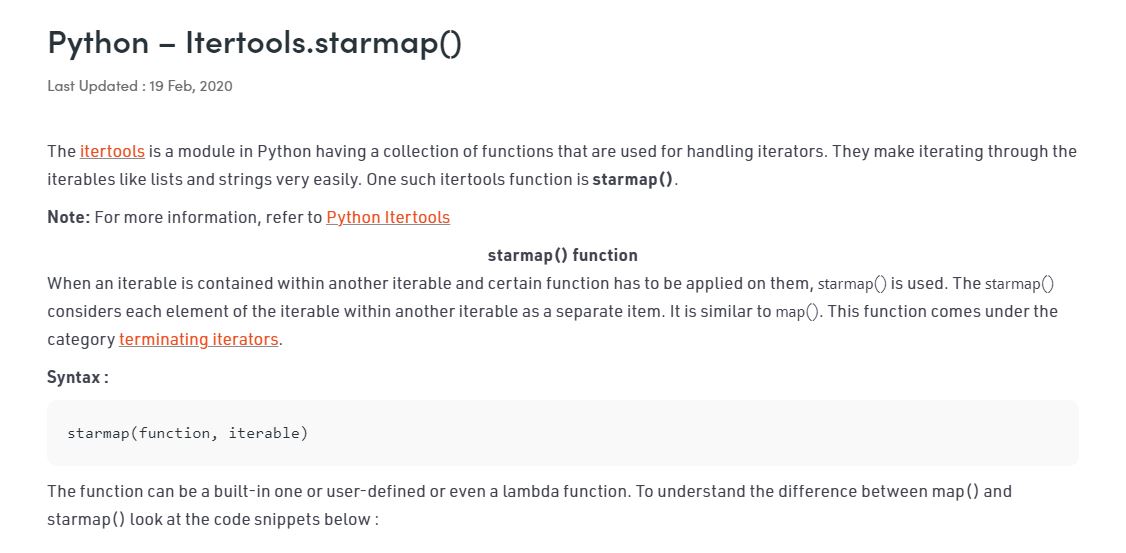 Python – Itertools.starmap()
Last Updated : 19 Feb, 2020
The itertools is a module in Python having a collection of functions that are used for handling iterators. They make iterating through the
iterables like lists and strings very easily. One such itertools function is starmap().
Note: For more information, refer to Python Itertools
starmap() function
When an iterable is contained within another iterable and certain function has to be applied on them, starmap() is used. The starmap()
considers each element of the iterable within another iterable as a separate item. It is similar to map(). This function comes under the
category terminating iterators.
Syntax :
starmap(function, iterable)
The function can be a built-in one or user-defined or even a lambda function. To understand the difference between map() and
starmap() look at the code snippets below :